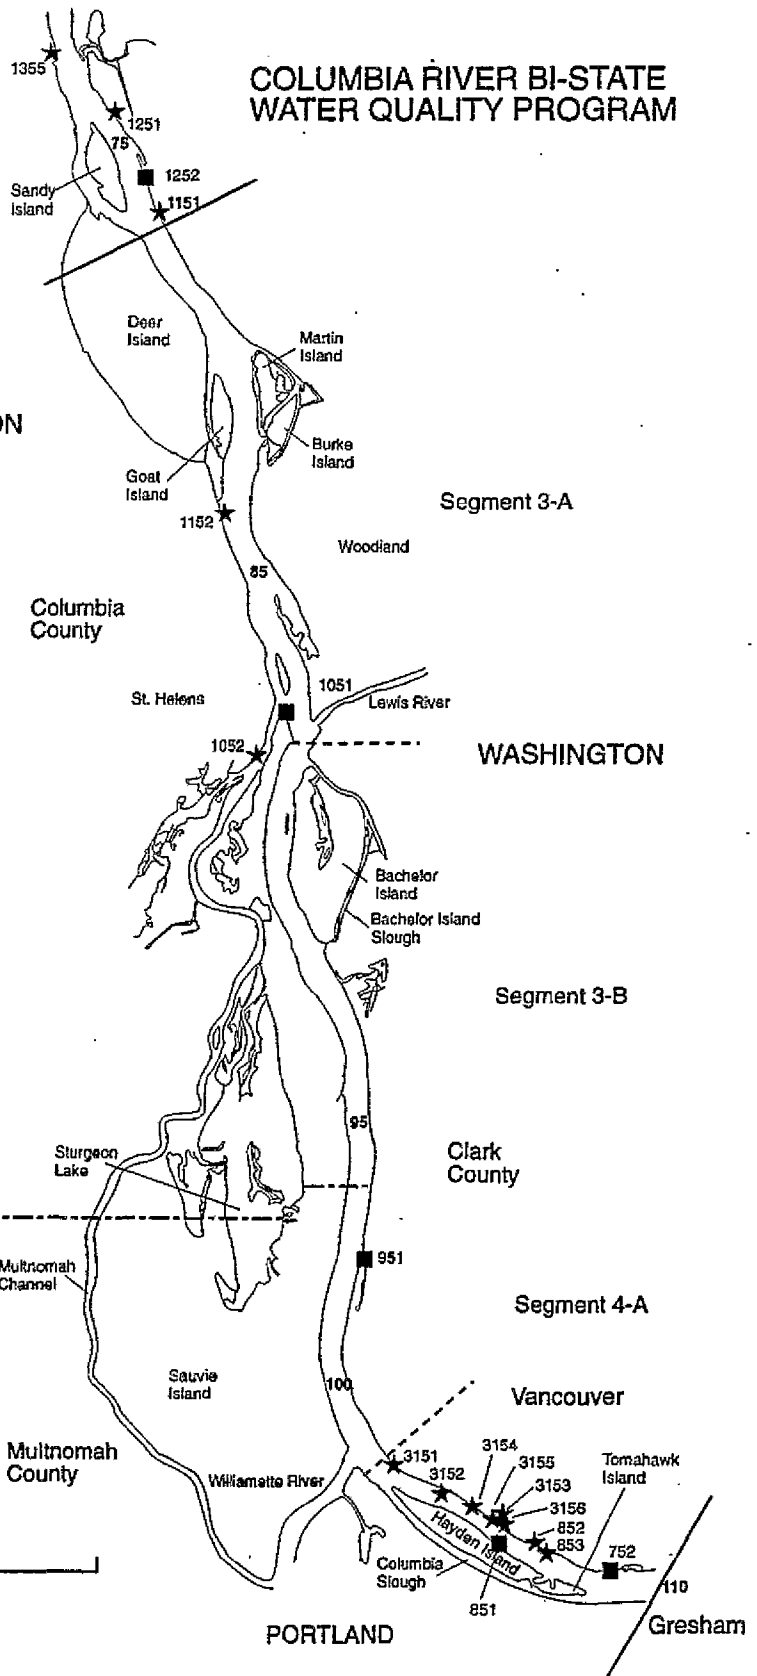 COLUMBIA RIVER BI-STATE
WATER QUALITY PROGRAM
1355
1251
75
1252
Sandy
Island
1151
Deer
Island
Martin
Island
ON
Burke
Island
Goat
Island
Segment 3-A
1152
Woodland
85
Columbia
County
1051
St. Helens
Lewis River
1052
WASHINGTON
Bachelor
Island
Bachelor Island
Slough
Segment 3-B
95
Sturgeon
Lake
Clark
County
951
Multnomah
Channel
Segment 4-A
Sauvie
Island
100
Vancouver
3154
3151
3155
Tomahawk
Island
3152
3153
Multnomah
County
Willamette River
3156
852
Hayden Island
853
752
Columbia
Slough
110
851
Gresham
PORTLAND